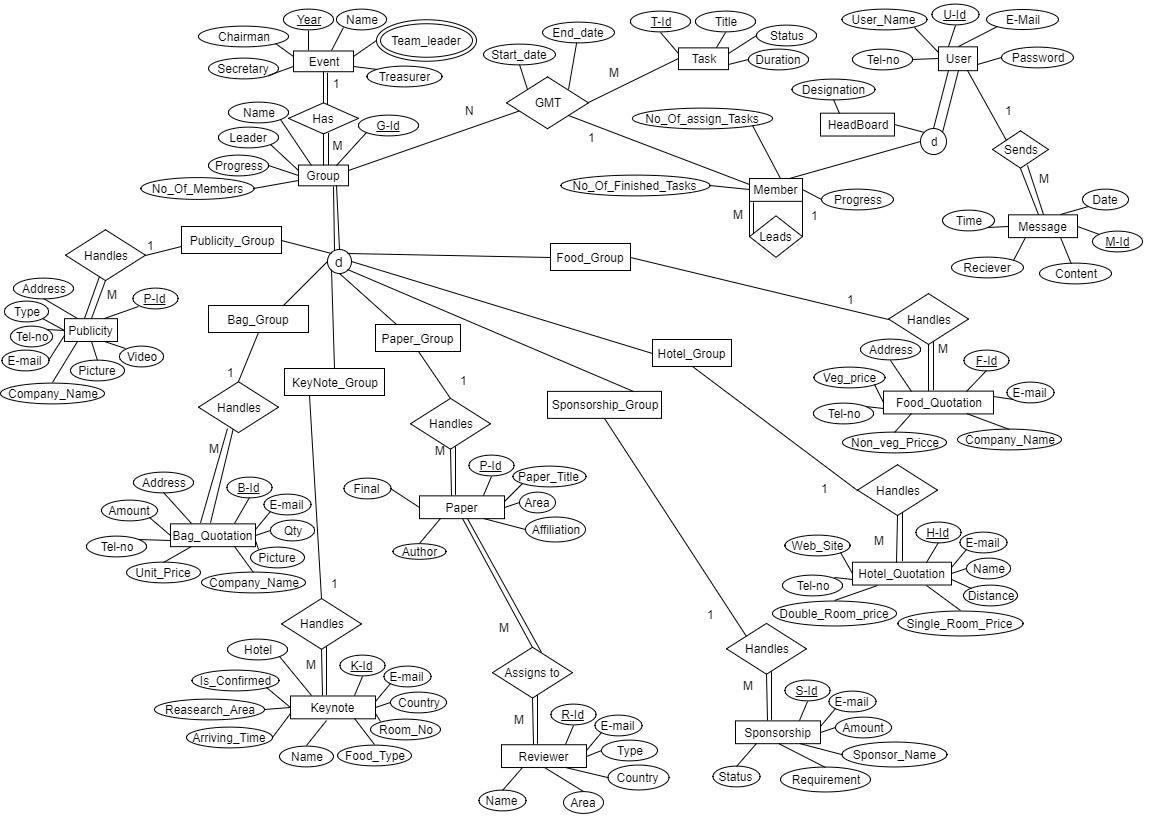 Year
Name
Chairman
Team_leader
Event
Secretary
Treasurer
1
Has
M
Name
G-Id
Leader
Progress
Group
No_Of_Members
Start_date
End_date
GMT
N
M
1
T-Id
Title
Status
Task
Duration
User_Name
U-Id
E-Mail
Tel-no
User
Password
Designation
HeadBoard
d
1
Sends
M
No_Of_assign_Tasks
No_Of_Finished_Tasks
Member
Progress
M
1
Leads
Date
Time
Message
M-Id
Reciever
Content
Publicity_Group
1
Handles
M
Address
P-Id
Type
Publicity
Tel-no
E-mail
Video
Picture
Company_Name
d
Food_Group
1
Handles
M
Address
F-Id
Veg_price
E-mail
Food_Quotation
Tel-no
Non_veg_Pricce
Company_Name
Bag_Group
1
Handles
M
Address
B-Id
Amount
E-mail
Bag_Quotation
Qty
Tel-no
Picture
Unit_Price
Company_Name
KeyNote_Group
1
Handles
M
Hotel
K-Id
Is_Confirmed
E-mail
Reasearch_Area
Keynote
Country
Arriving_Time
Room_No
Name
Food_Type
Paper_Group
1
Handles
M
P-Id
Paper_Title
Final
Paper
Area
Affiliation
Author
M
Assigns to
M
R-Id
E-mail
Type
Reviewer
Country
Name
Area
Sponsorship_Group
1
Handles
M
S-Id
E-mail
Amount
Sponsorship
Sponsor_Name
Status
Requirement
Hotel_Group
1
Handles
M
H-Id
Web_Site
E-mail
Name
Hotel_Quotation
Tel-no
Distance
Double_Room_price
Single_Room_Price